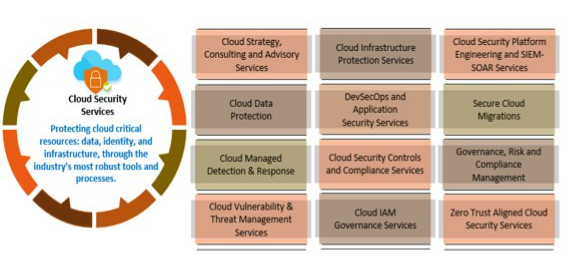 Cloud Security
Services
Protecting cloud critical
resources: data, identity, and
infrastructure, through the
industry's most robust tools and
processes.
Cloud Strategy,
Consulting and Advisory
Services
Cloud Infrastructure
Protection Services
Cloud Security Platform
Engineering and SIEM-
SOAR Services
Cloud Data
Protection
DevSecOps and
Application
Security Services
Secure Cloud
Migrations
Cloud Managed
Detection & Response
Cloud Security Controls
and Compliance Services
Governance, Risk and
Compliance
Management
Cloud Vulnerability &
Threat Management
Services
Cloud IAM
Governance Services
Zero Trust Aligned Cloud
Security Services